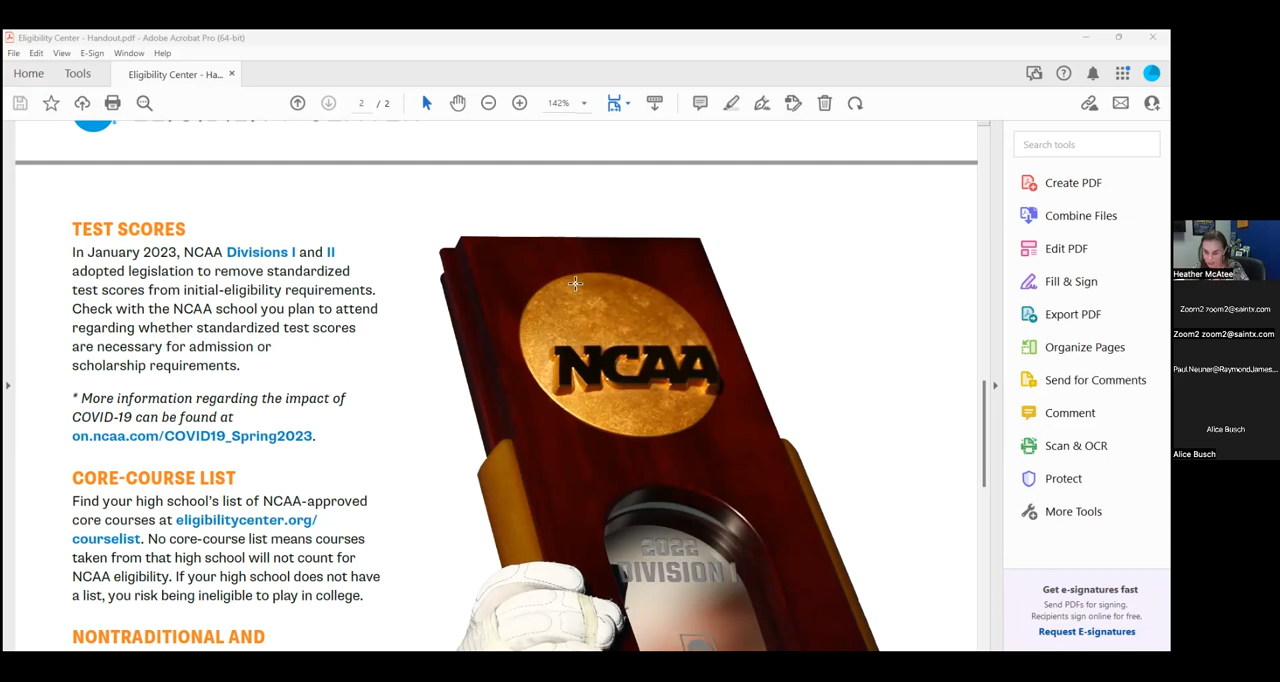 Eligibility Center - Handout.pdf - Adobe Acrobat Pro (64-bit)
File Edit View E-Sign Window Help
Home Tools Eligibility Center - Ha... ×
2 / 2 142%
TEST SCORES
In January 2023, NCAA Divisions I and II
adopted legislation to remove standardized
test scores from initial-eligibility requirements.
Check with the NCAA school you plan to attend
regarding whether standardized test scores
are necessary for admission or
scholarship requirements.
* More information regarding the impact of
COVID-19 can be found at
on.ncaa.com/COVID19_Spring2023.
CORE-COURSE LIST
Find your high school's list of NCAA-approved
core courses at eligibilitycenter.org/
courselist. No core-course list means courses
taken from that high school will not count for
NCAA eligibility. If your high school does not have
a list, you risk being ineligible to play in college.
NONTRADITIONAL AND
NCAA
2022
DIVISION I
Search tools
Create PDF
Combine Files
Edit PDF
Fill & Sign
Export PDF
Organize Pages
Send for Comments
Comment
Scan & OCR
Protect
More Tools
Get e-signatures fast
Send PDFs for signing.
Recipients sign online for free.
Request E-signatures
Heather McAtee
Zoom2 zoom2@saintx.com
Zoom2 zoom2@saintx.com
Paul.Neuner@RaymondJames...
Alice Busch
Alice Busch